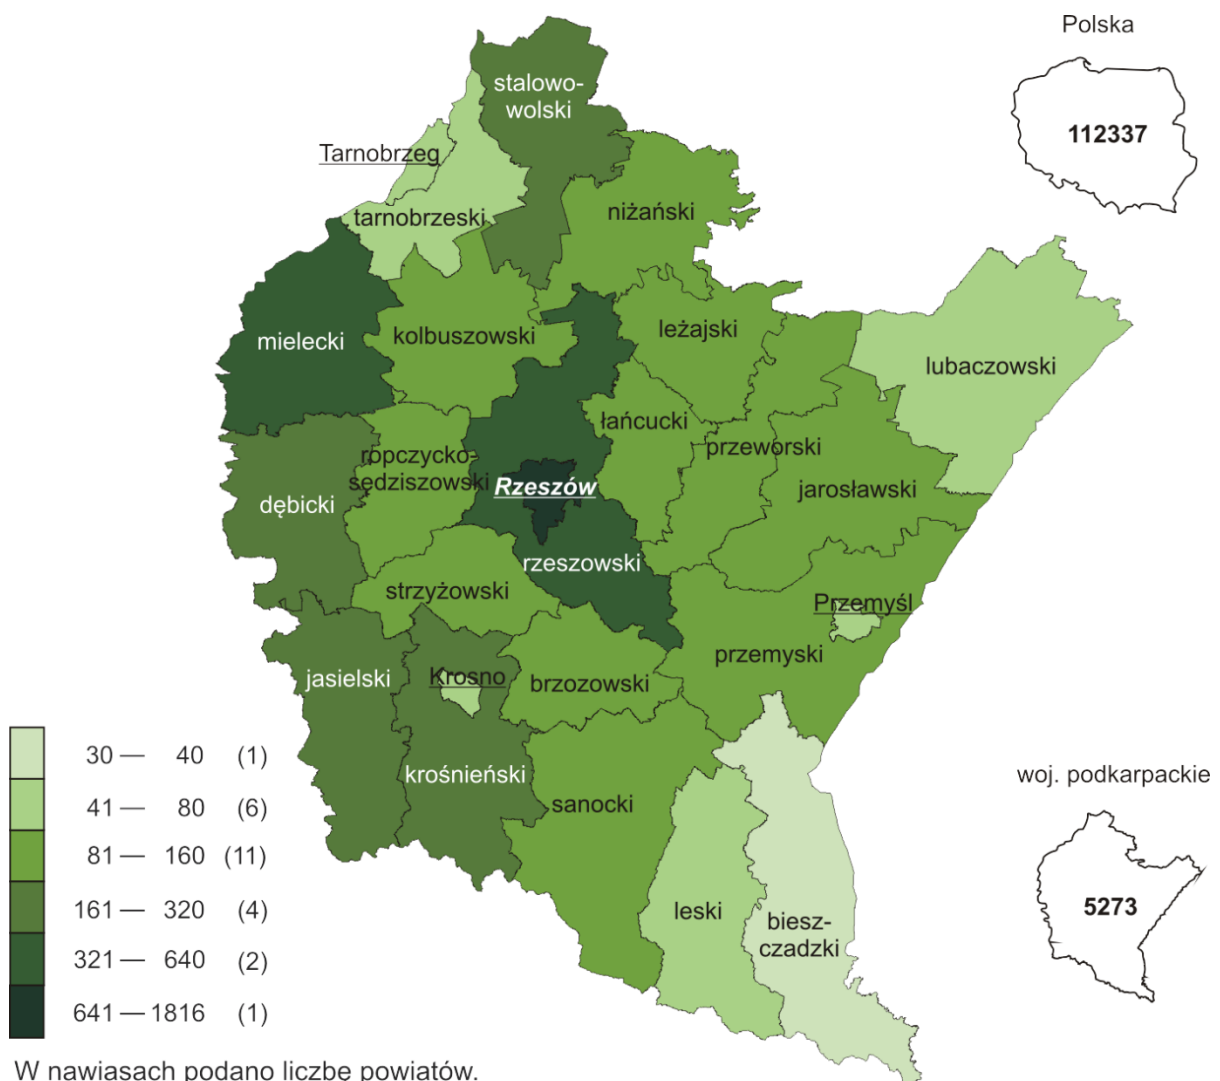 Polska
112337
stalowo-
wolski
Tarnobrzeg
tarnobrzeski
niżański
mielecki
kolbuszowski
leżajski
lubaczowski
łańcucki
ropczycko-
sędziszowski
przeworski
Rzeszów
jarosławski
dębicki
rzeszowski
strzyżowski
Przemyśl
przemyski
jasielski
Krosno
brzozowski
krośnieński
sanocki
leski
biesz-
czadzki
woj. podkarpackie
5273
30 — 40 (1)
41 — 80 (6)
81 — 160 (11)
161 — 320 (4)
321 — 640 (2)
641 — 1816 (1)
W nawiasach podano liczbę powiatów.